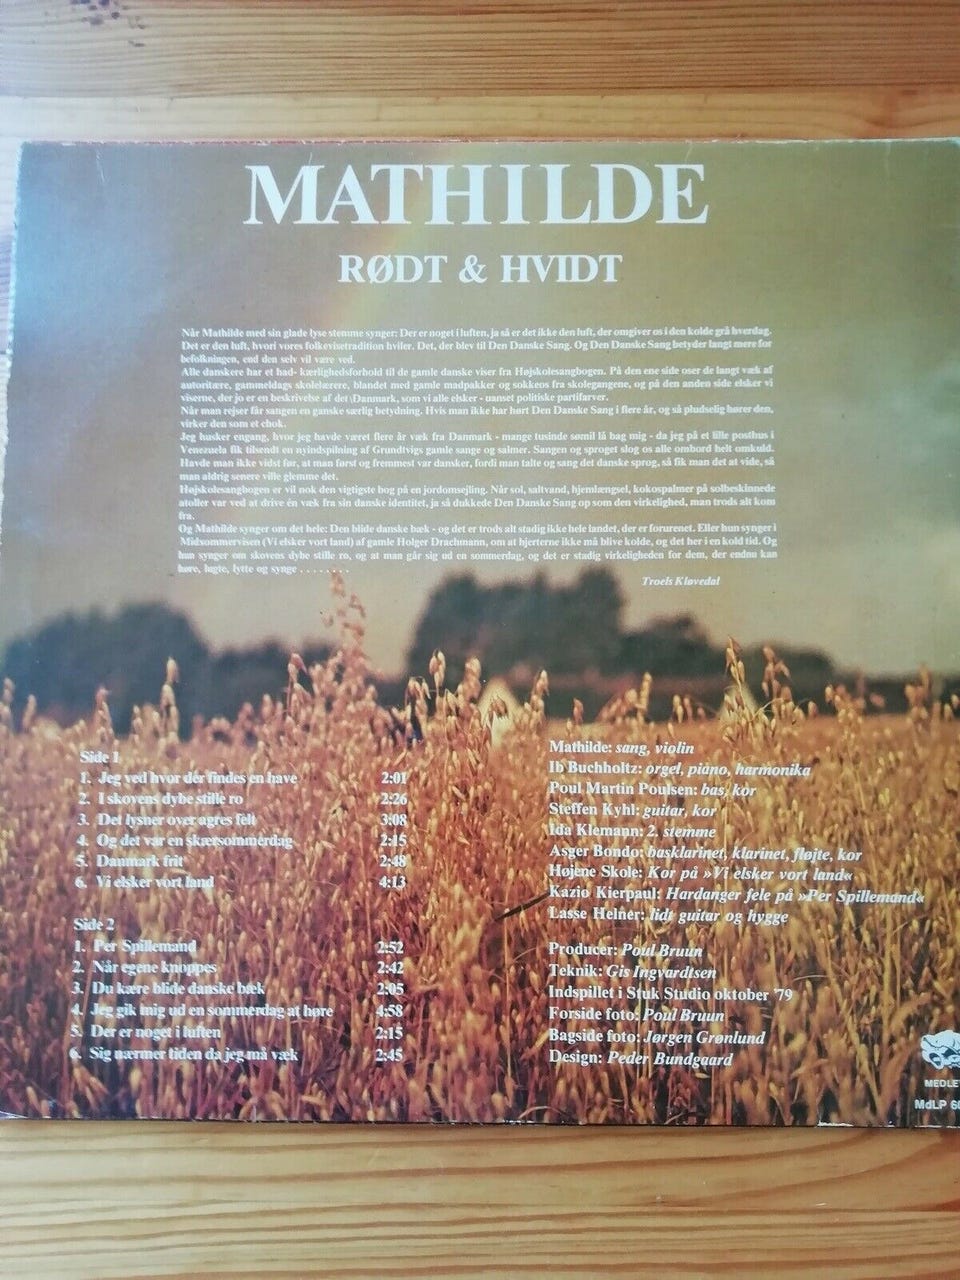 MATHILDE
RØDT & HVIDT
Når Mathilde med sin glade lyse stemme synger: Der er noget i luften, ja så er det ikke den luft, der omgiver os i den kolde grå hverdag.
Det er den luft, hvori vores folkevisetradition hviler. Det, der blev til Den Danske Sang. Og Den Danske Sang betyder langt mere for
befolkningen, end den selv vil være ved.
Alle danskere har et had- kærlighedsforhold til de gamle danske viser fra Højskolesangbogen. På den ene side oser de langt væk af
autoritære, gammeldags skolelærere, blandet med gamle madpakker og sokkeos fra skolegangene, og på den anden side elsker vi
viserne, der jo er en beskrivelse af det Danmark, som vi alle elsker - uanset politiske partifarver.
Når man rejser får sangen en ganske særlig betydning. Hvis man ikke har hørt Den Danske Sang i flere år, og så pludselig hører den,
virker den som et chok.
Jeg husker engang, hvor jeg havde været flere år væk fra Danmark - mange tusinde sømil lå bag mig - da jeg på et lille posthus i
Venezuela fik tilsendt en nyindspilning af Grundtvigs gamle sange og salmer. Sangen og sproget slog os alle ombord helt omkuld.
Havde man ikke vidst før, at man først og fremmest var dansker, fordi man talte og sang det danske sprog, så fik man det at vide, så
man aldrig senere ville glemme det.
Højskolesangbogen er vil nok den vigtigste bog på en jordomsejling. Når sol, saltvand, hjemlængsel, kokospalmer på solbeskinnede
atoller var ved at drive én væk fra sin danske identitet, ja så dukkede Den Danske Sang op som den virkelighed, man trods alt kom
fra.
Og Mathilde synger om det hele: Den blide danske bæk - og det er trods alt stadig ikke hele landet, der er forurenet. Eller hun synger i
Midsommervisen (Vi elsker vort land) af gamle Holger Drachmann, om at hjerterne ikke må blive kolde, og det her i en kold tid. Og
hun synger om skovens dybe stille ro, og at man går sig ud en sommerdag, og det er stadig virkeligheden for dem, der endnu kan
høre, lugte, lytte og synge . . . . . . . .
Troels Kløvedal
Side 1
1. Jeg ved hvor der findes en have 2:01
2. I skovens dybe stille ro 2:26
3. Det lysner over agres felt 3:08
4. Og det var en skærsommerdag 2:15
5. Danmark frit 2:48
6. Vi elsker vort land 4:13
Side 2
1. Per Spillemand 2:52
2. Når egene knoppes 2:42
3. Du kære blide danske bæk 2:05
4. Jeg gik mig ud en sommerdag at høre 4:58
5. Der er noget i luften 2:15
6. Sig nærmer tiden da jeg må væk 2:45
Mathilde: sang, violin
Ib Buchholtz: orgel, piano, harmonika
Poul Martin Poulsen: bas, kor
Steffen Kyhl: guitar, kor
Ida Klemann: 2. stemme
Asger Bondo: basklarinet, klarinet, fløjte, kor
Højene Skole: Kor på »Vi elsker vort land«
Kazio Kierpaul: Hardanger fele på »Per Spillemand«
Lasse Helner: lidt guitar og hygge
Producer: Poul Bruun
Teknik: Gis Ingvardtsen
Indspillet i Stuk Studio oktober '79
Forside foto: Poul Bruun
Bagside foto: Jørgen Grønlund
Design: Peder Bundgaard
MEDLE
MdLP 60